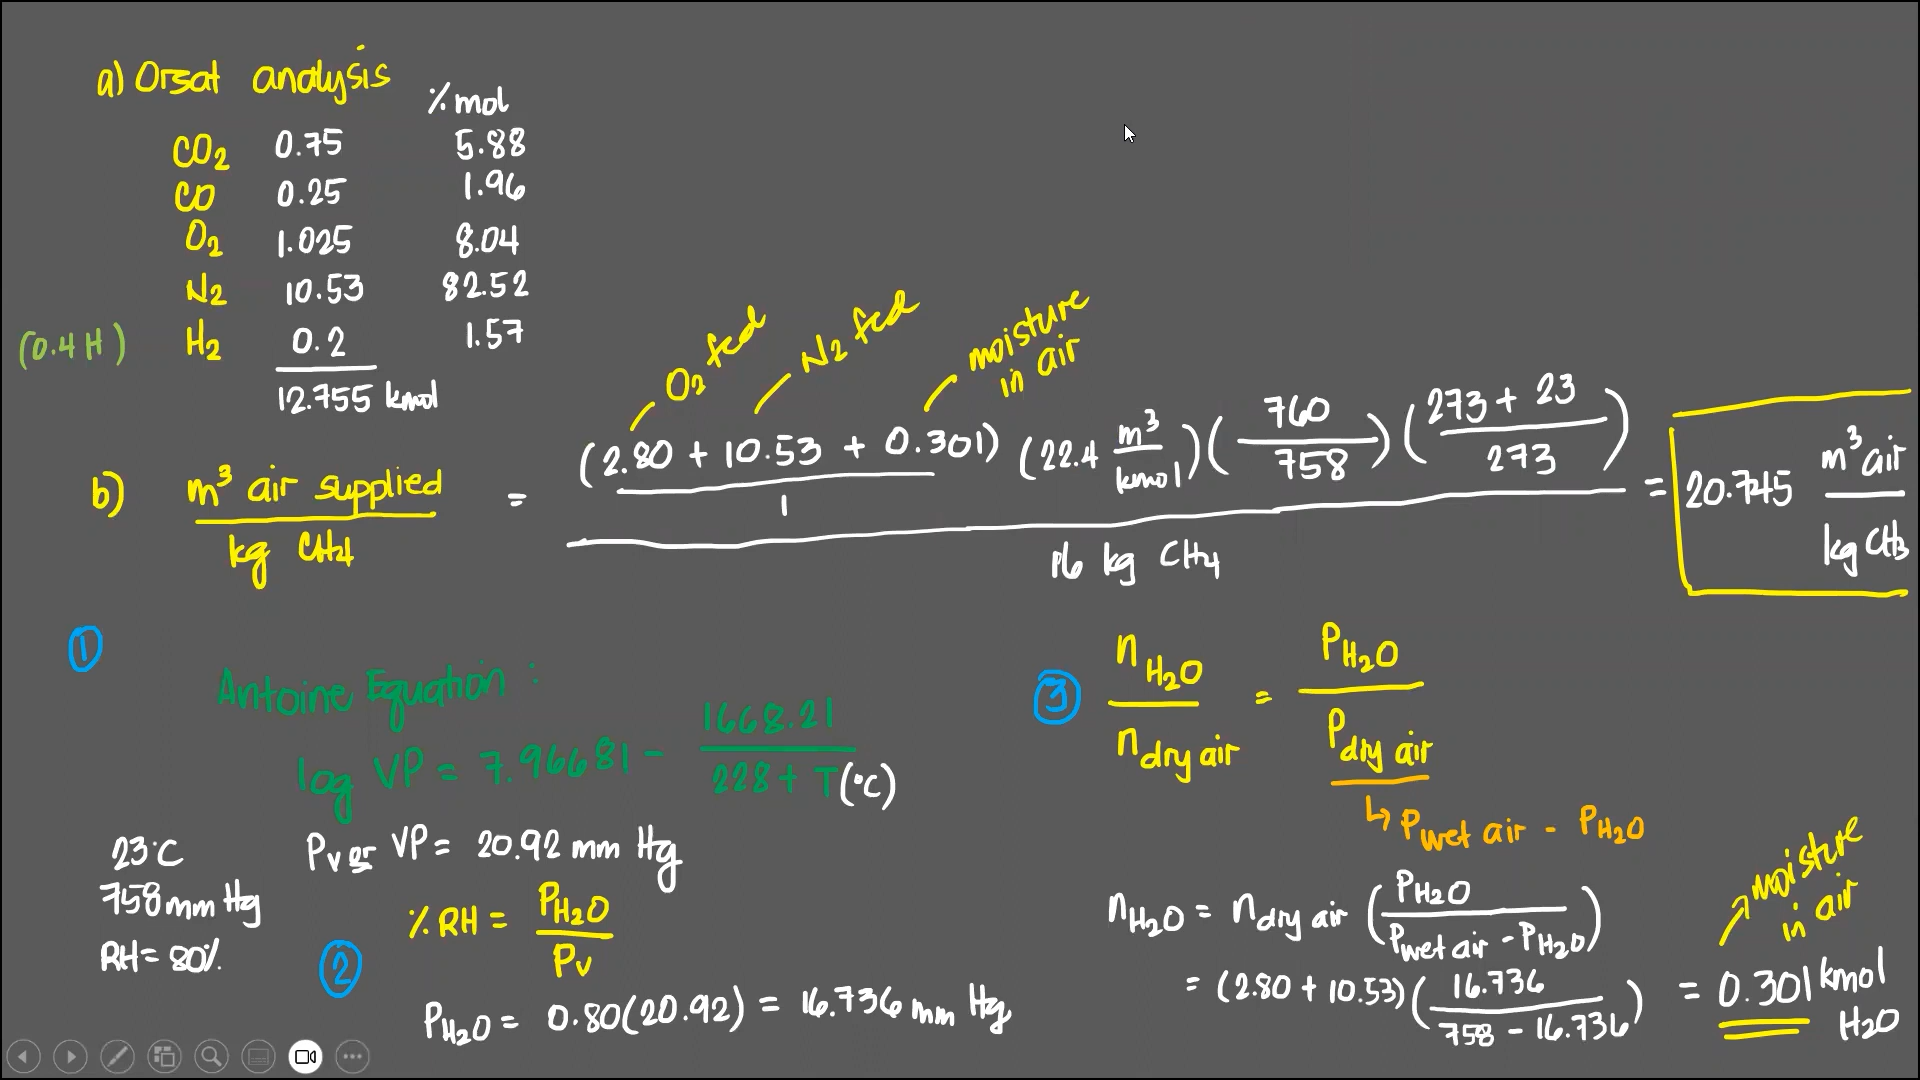 a) Orsat analysis
% mol
CO2 0.75 5.88
CO 0.25 1.96
O2 1.025 8.04
N2 10.53 82.52
(0.4 H) H2 0.2 1.57
12.755 kmol
O2 fed
N2 fed
moisture in air
b) m³ air supplied / kg CH4 = (2.80 + 10.53 + 0.301) / 1 (22.4 m³/kmol) (760/758) (273 + 23 / 273) / 16 kg CH4 = 20.745 m³ air / kg CH3
①
Antoine Equation :
log VP = 7.96681 - 1668.21 / 228 + T(°C)
23°C
758 mm Hg
RH = 80%
Pv or VP = 20.92 mm Hg
②
% RH = PH2O / Pv
PH2O = 0.80(20.92) = 16.736 mm Hg
③
nH2O / ndry air = PH2O / Pdry air
↳ Pwet air - PH2O
nH2O = ndry air (PH2O / Pwet air - PH2O)
= (2.80 + 10.53) (16.736 / 758 - 16.736) = 0.301 kmol H2O
moisture in air